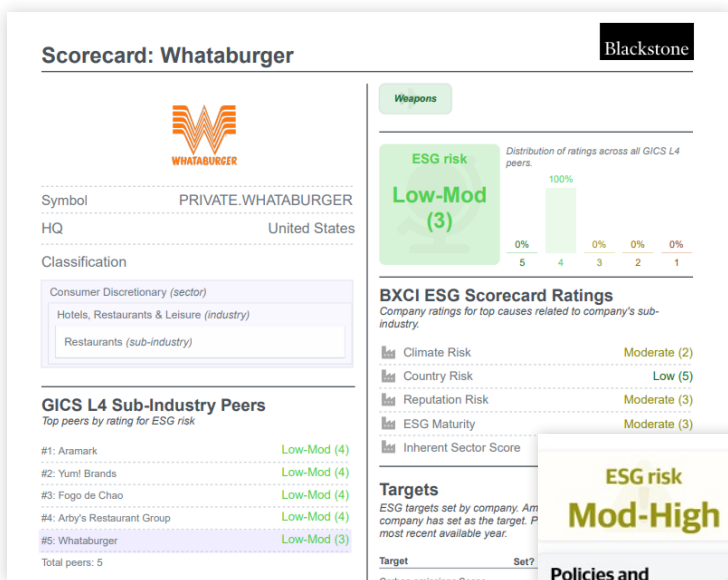 Scorecard: Whataburger
Blackstone
WHATABURGER
Symbol PRIVATE.WHATABURGER
HQ United States
Classification
Consumer Discretionary (sector)
Hotels, Restaurants & Leisure (industry)
Restaurants (sub-industry)
GICS L4 Sub-Industry Peers
Top peers by rating for ESG risk
#1: Aramark Low-Mod (4)
#2: Yum! Brands Low-Mod (4)
#3: Fogo de Chao Low-Mod (4)
#4: Arby's Restaurant Group Low-Mod (4)
#5: Whataburger Low-Mod (3)
Total peers: 5
Weapons
ESG risk
Low-Mod
(3)
Distribution of ratings across all GICS L4
peers.
100%
0% 0% 0% 0%
5 4 3 2 1
BXCI ESG Scorecard Ratings
Company ratings for top causes related to company's sub-
industry.
Climate Risk Moderate (2)
Country Risk Low (5)
Reputation Risk Moderate (3)
ESG Maturity Moderate (3)
Inherent Sector Score
Targets
ESG targets set by company. Am
company has set as the target. P
most recent available year.
Target Set?
ESG risk
Mod-High
Policies and